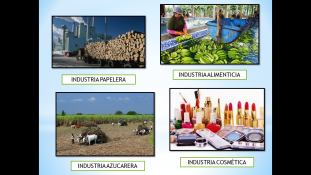 INDUSTRIA PAPELERA
INDUSTRIA ALIMENTICIA
INDUSTRIA AZUCARERA
INDUSTRIA COSMÉTICA